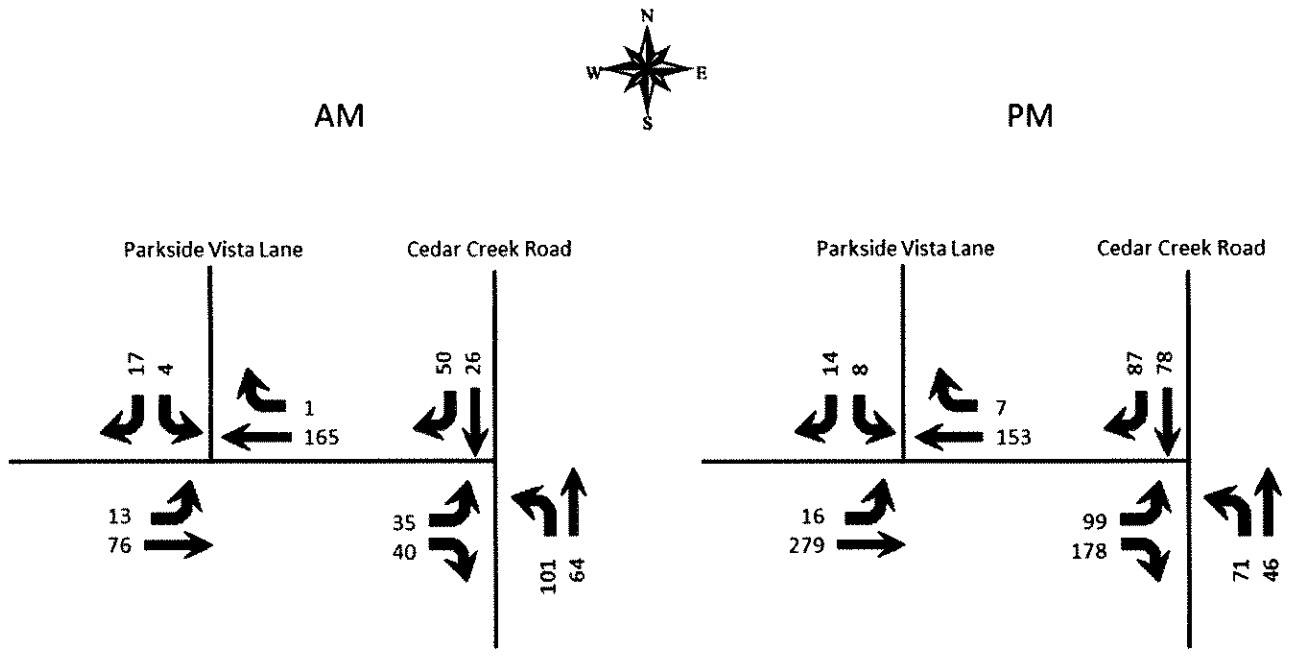 N
W E
S
AM PM
Parkside Vista Lane Cedar Creek Road Parkside Vista Lane Cedar Creek Road
17 4 50 26 14 8 87 78
1 7
165 153
13 35 16 99
76 40 279 178
101 64 71 46